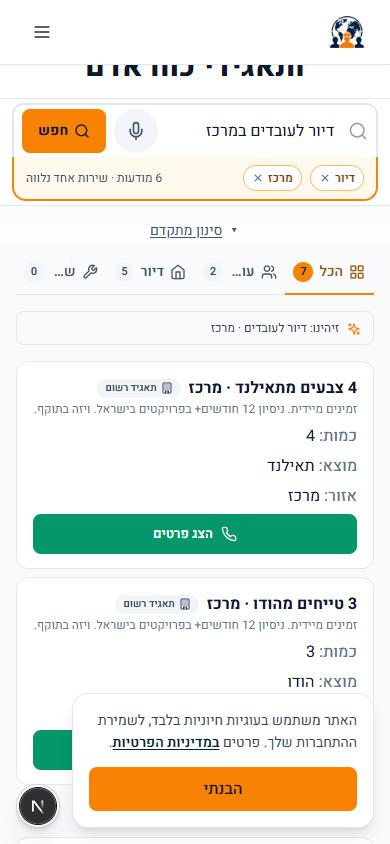 דיור לעובדים במרכז
חפש
דיור ×
מרכז ×
6 מודעות · שירות אחד נלווה
סינון מתקדם ▾
הכל 7
עו... 2
דיור 5
ש... 0
זיהינו: דיור לעובדים · מרכז
4 צבעים מתאילנד · מרכז תאגיד רשום
זמינים מיידית. ניסיון 12 חודשים+ בפרויקטים בישראל. ויזה בתוקף.
כמות: 4
מוצא: תאילנד
אזור: מרכז
הצג פרטים
3 טייחים מהודו · מרכז תאגיד רשום
זמינים מיידית. ניסיון 12 חודשים+ בפרויקטים בישראל. ויזה בתוקף.
כמות: 3
מוצא: הודו
האתר משתמש בעוגיות חיוניות בלבד, לשמירת
ההתחברות שלך. פרטים במדיניות הפרטיות.
הבנתי
N